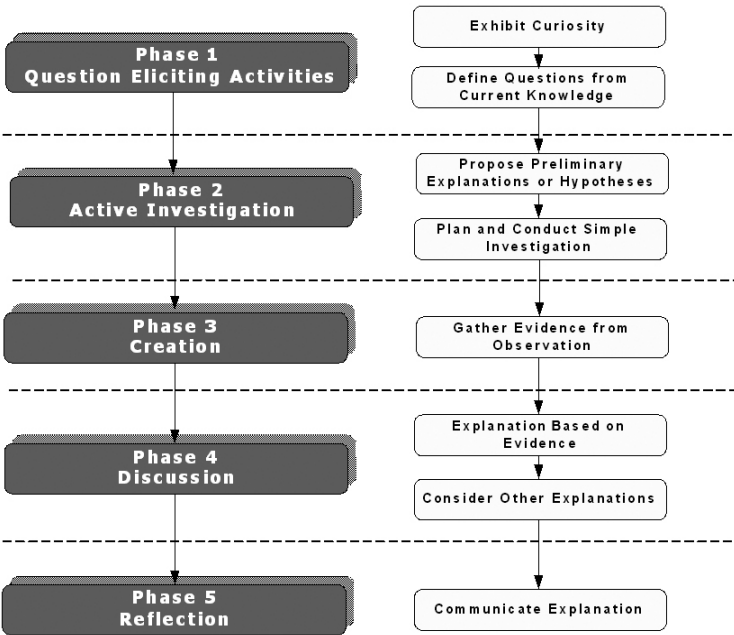 Phase 1
Question Eliciting Activities
Exhibit Curiosity
Define Questions from
Current Knowledge
Phase 2
Active Investigation
Propose Preliminary
Explanations or Hypotheses
Plan and Conduct Simple
Investigation
Phase 3
Creation
Gather Evidence from
Observation
Phase 4
Discussion
Explanation Based on
Evidence
Consider Other Explanations
Phase 5
Reflection
Communicate Explanation